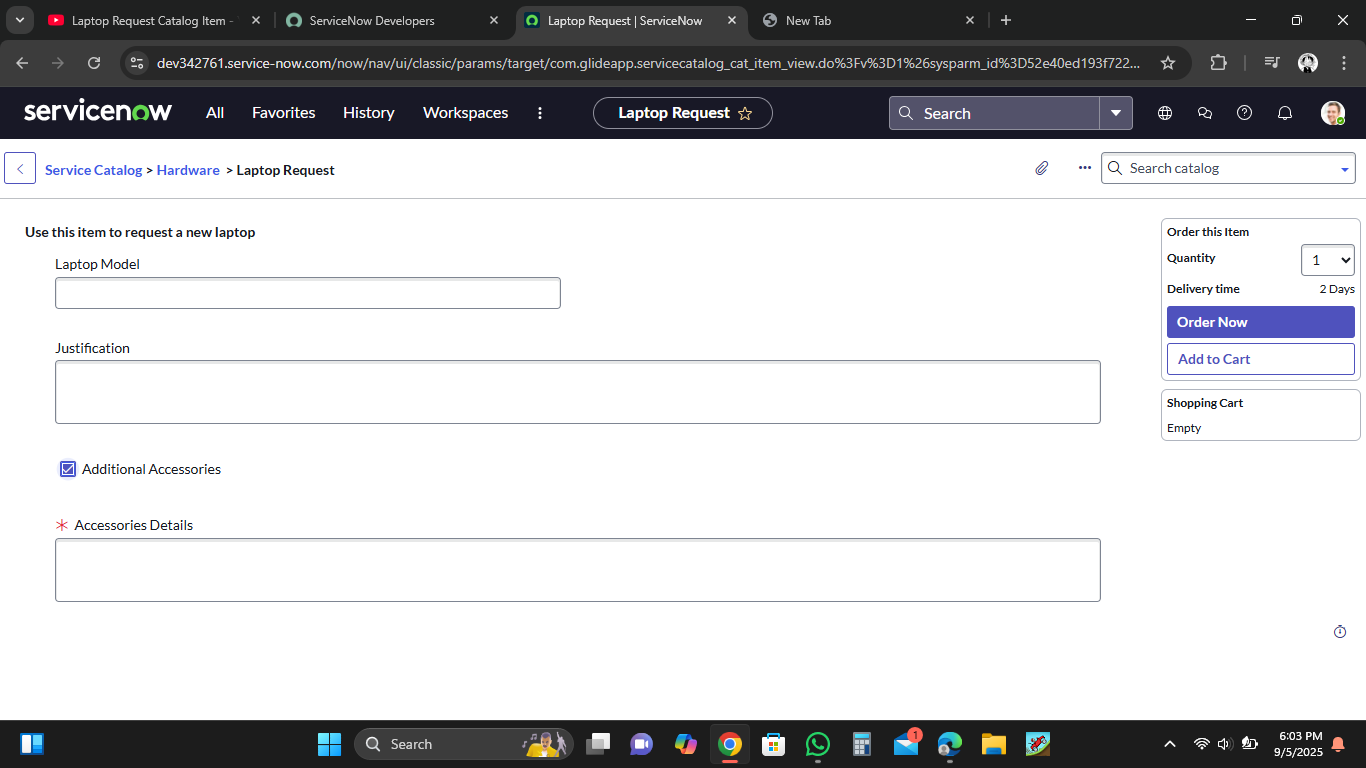 Laptop Request Catalog Item -
ServiceNow Developers
Laptop Request | ServiceNow
New Tab
dev342761.service-now.com/now/nav/ui/classic/params/target/com.glideapp.servicecatalog_cat_item_view.do%3Fv%3D1%26sysparm_id%3D52e40ed193f722...
servicenow
All
Favorites
History
Workspaces
Laptop Request
Search
Service Catalog > Hardware > Laptop Request
Search catalog
Use this item to request a new laptop
Laptop Model
Justification
Additional Accessories
* Accessories Details
Order this Item
Quantity
1
Delivery time
2 Days
Order Now
Add to Cart
Shopping Cart
Empty
Search
1
6:03 PM
9/5/2025